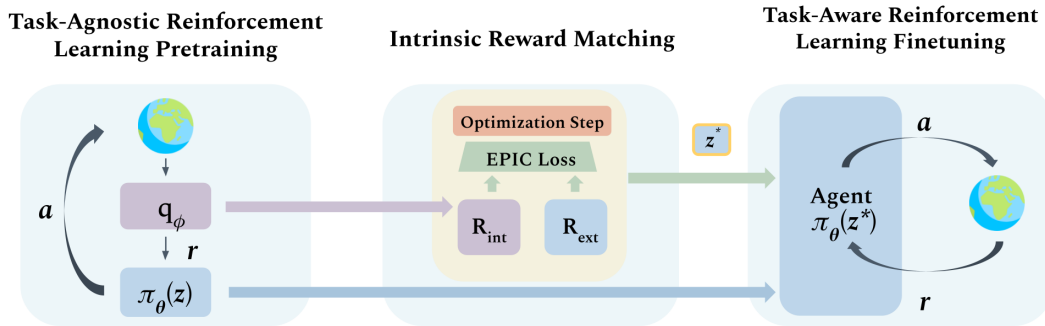 Task-Agnostic Reinforcement
Learning Pretraining
a
q_ϕ
r
π_θ(z)
Intrinsic Reward Matching
Optimization Step
EPIC Loss
R_int
R_ext
z*
Task-Aware Reinforcement
Learning Finetuning
a
Agent
π_θ(z*)
r